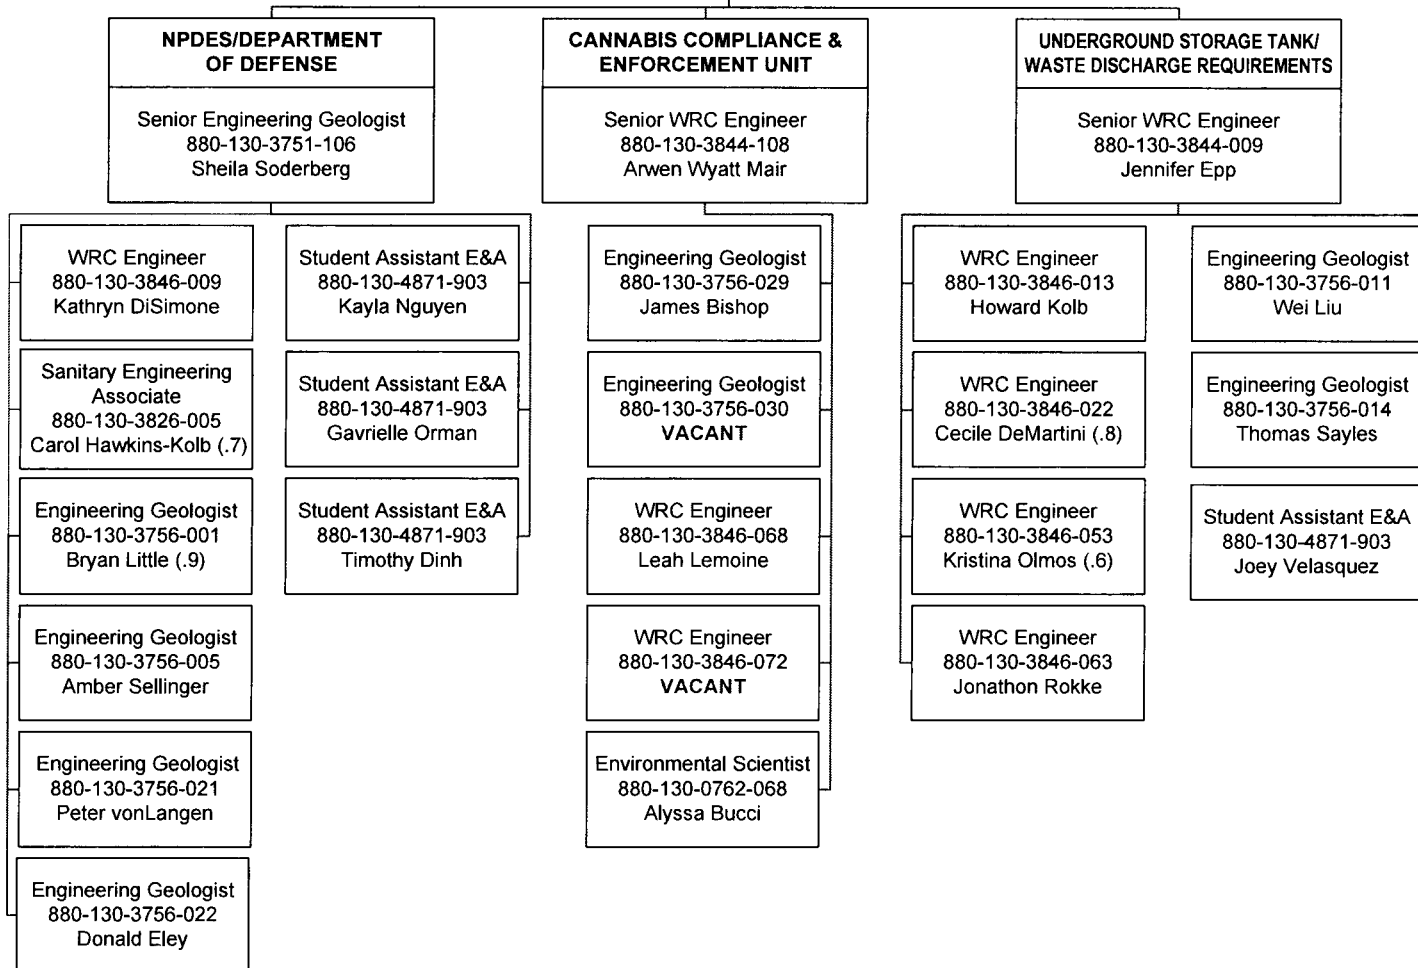 NPDES/DEPARTMENT
OF DEFENSE
Senior Engineering Geologist
880-130-3751-106
Sheila Soderberg
WRC Engineer
880-130-3846-009
Kathryn DiSimone
Sanitary Engineering
Associate
880-130-3826-005
Carol Hawkins-Kolb (.7)
Engineering Geologist
880-130-3756-001
Bryan Little (.9)
Engineering Geologist
880-130-3756-005
Amber Sellinger
Engineering Geologist
880-130-3756-021
Peter vonLangen
Engineering Geologist
880-130-3756-022
Donald Eley
Student Assistant E&A
880-130-4871-903
Kayla Nguyen
Student Assistant E&A
880-130-4871-903
Gavrielle Orman
Student Assistant E&A
880-130-4871-903
Timothy Dinh
CANNABIS COMPLIANCE &
ENFORCEMENT UNIT
Senior WRC Engineer
880-130-3844-108
Arwen Wyatt Mair
Engineering Geologist
880-130-3756-029
James Bishop
Engineering Geologist
880-130-3756-030
VACANT
WRC Engineer
880-130-3846-068
Leah Lemoine
WRC Engineer
880-130-3846-072
VACANT
Environmental Scientist
880-130-0762-068
Alyssa Bucci
UNDERGROUND STORAGE TANK/
WASTE DISCHARGE REQUIREMENTS
Senior WRC Engineer
880-130-3844-009
Jennifer Epp
WRC Engineer
880-130-3846-013
Howard Kolb
WRC Engineer
880-130-3846-022
Cecile DeMartini (.8)
WRC Engineer
880-130-3846-053
Kristina Olmos (.6)
WRC Engineer
880-130-3846-063
Jonathon Rokke
Engineering Geologist
880-130-3756-011
Wei Liu
Engineering Geologist
880-130-3756-014
Thomas Sayles
Student Assistant E&A
880-130-4871-903
Joey Velasquez